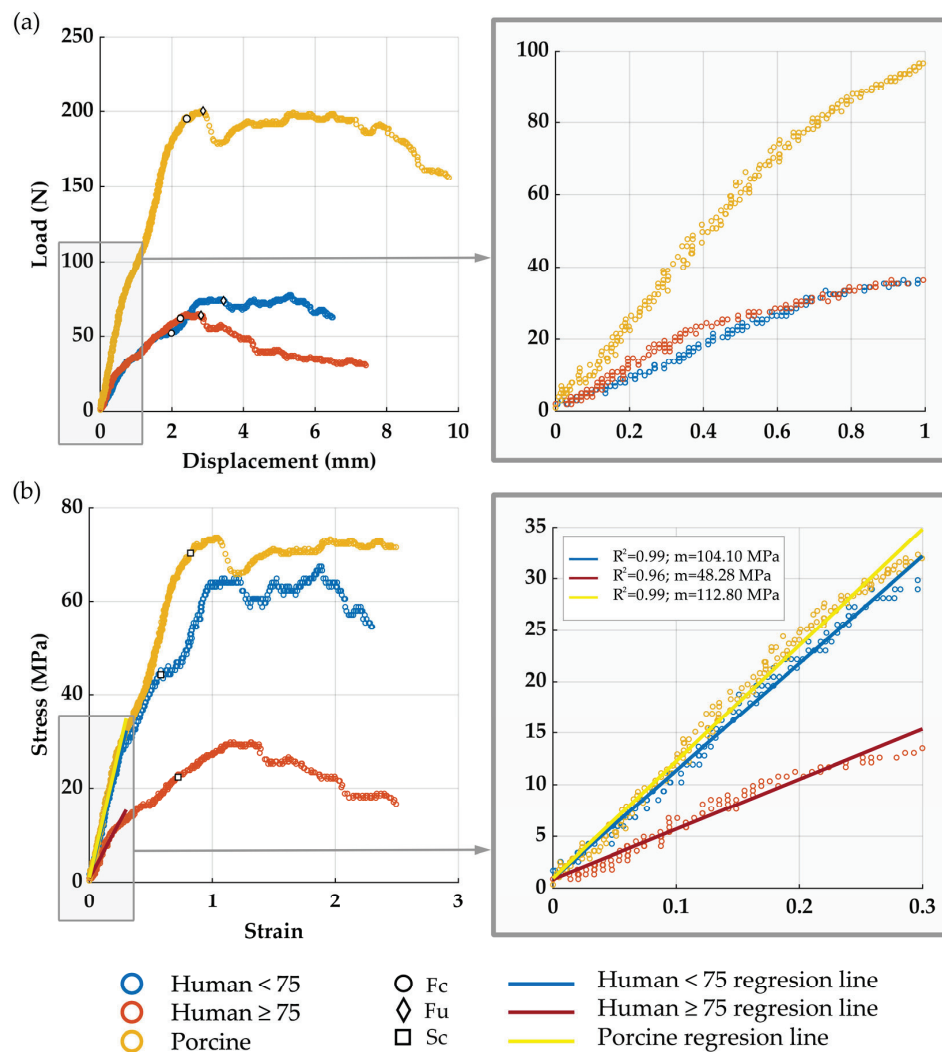 (a)
250
200
150
100
50
0
Load (N)
0 2 4 6 8 10
Displacement (mm)
100
80
60
40
20
0
0.2 0.4 0.6 0.8 1
(b)
80
60
40
20
0
Stress (MPa)
0 1 2 3
Strain
35
30
25
20
15
10
5
0
R²=0.99; m=104.10 MPa
R²=0.96; m=48.28 MPa
R²=0.99; m=112.80 MPa
0 0.1 0.2 0.3
Human < 75 Fc Human < 75 regresion line
Human ≥ 75 Fu Human ≥ 75 regresion line
Porcine Sc Porcine regresion line